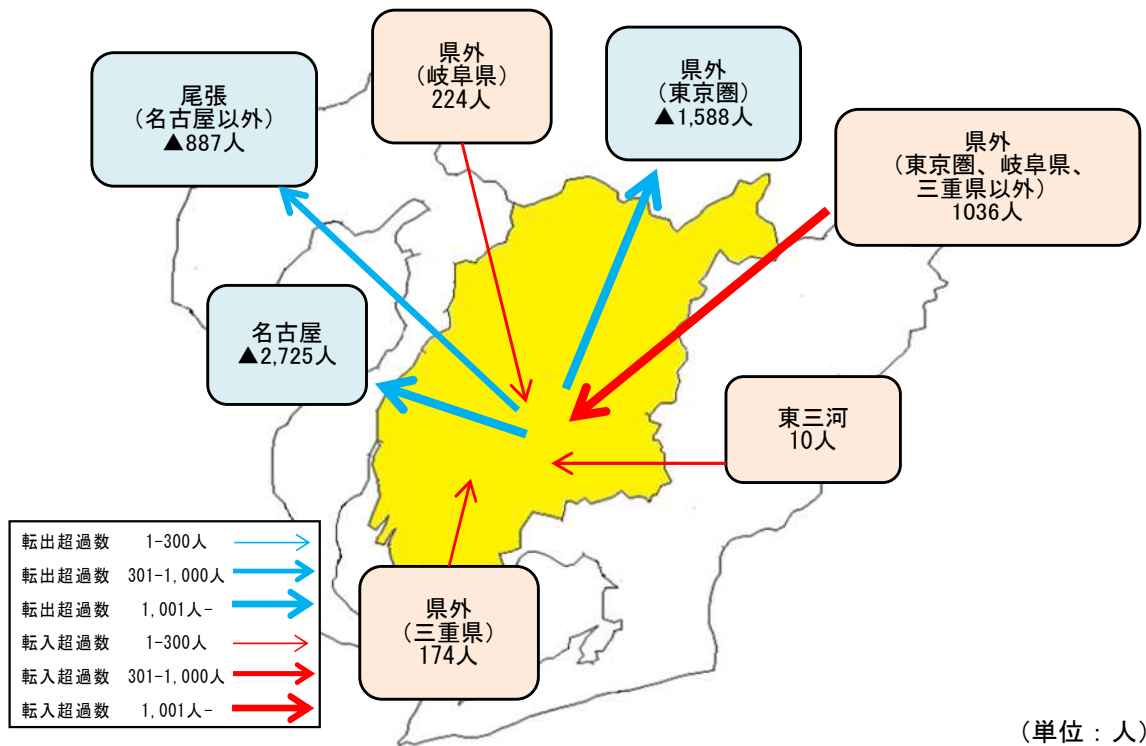 県外
（岐阜県）
224人
県外
（東京圏）
▲1,588人
尾張
（名古屋以外）
▲887人
県外
（東京圏、岐阜県、
三重県以外）
1036人
名古屋
▲2,725人
東三河
10人
県外
（三重県）
174人
転出超過数 1-300人
転出超過数 301-1,000人
転出超過数 1,001人-
転入超過数 1-300人
転入超過数 301-1,000人
転入超過数 1,001人-
（単位：人）